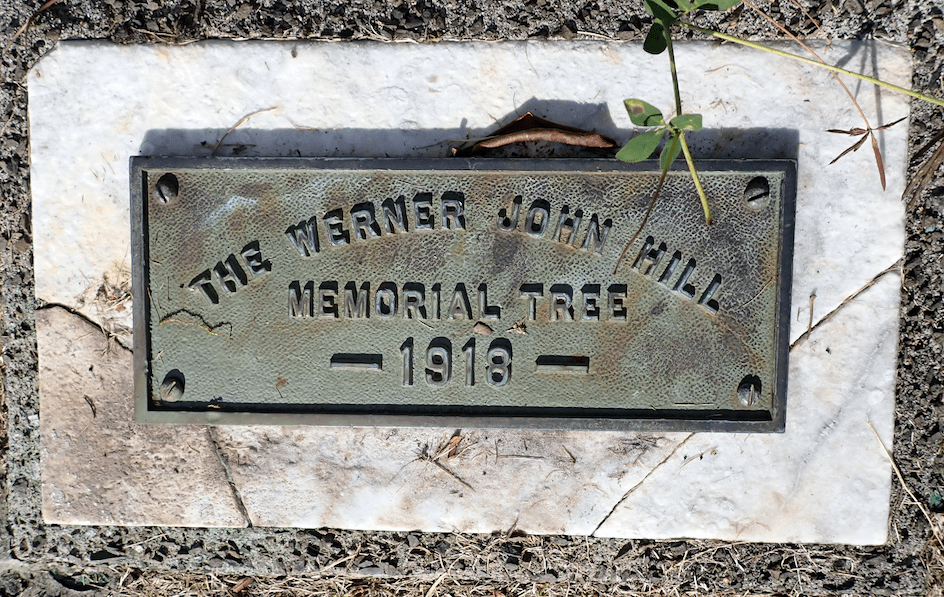 THE WERNER JOHN HILL
MEMORIAL TREE
— 1918 —